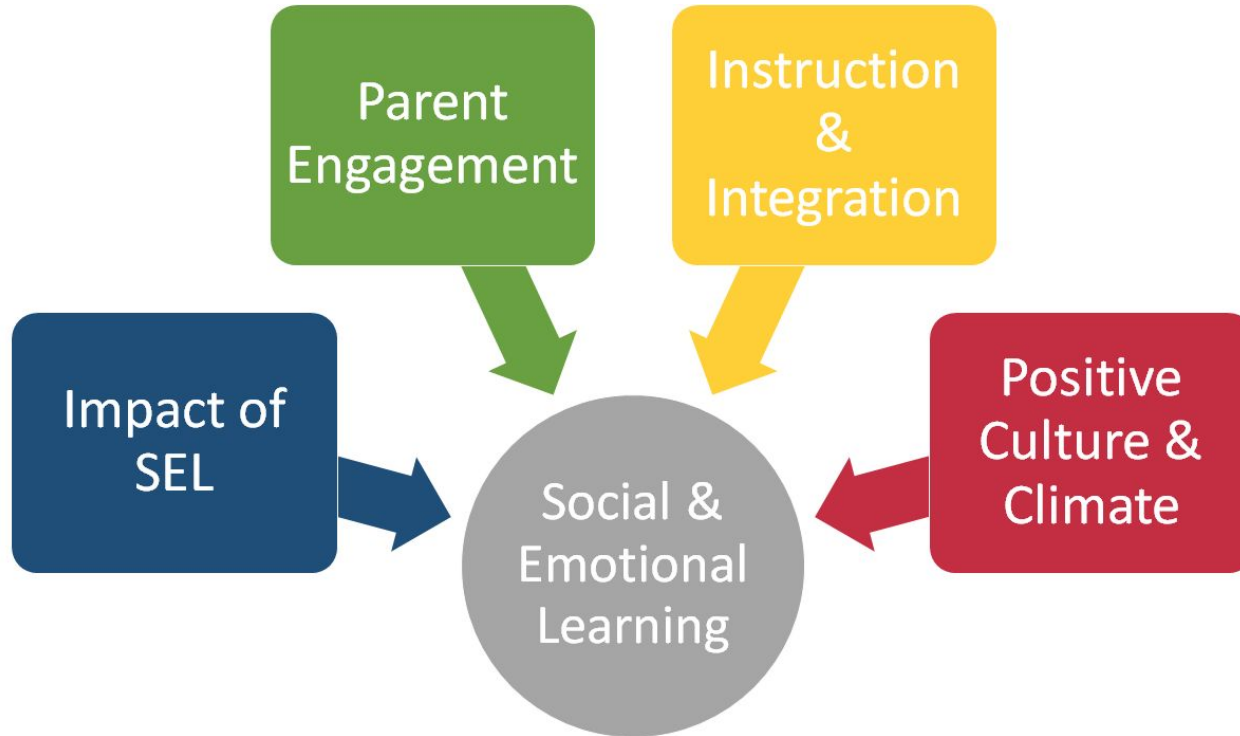 Parent
Engagement
Instruction
&
Integration
Impact of
SEL
Positive
Culture &
Climate
Social &
Emotional
Learning